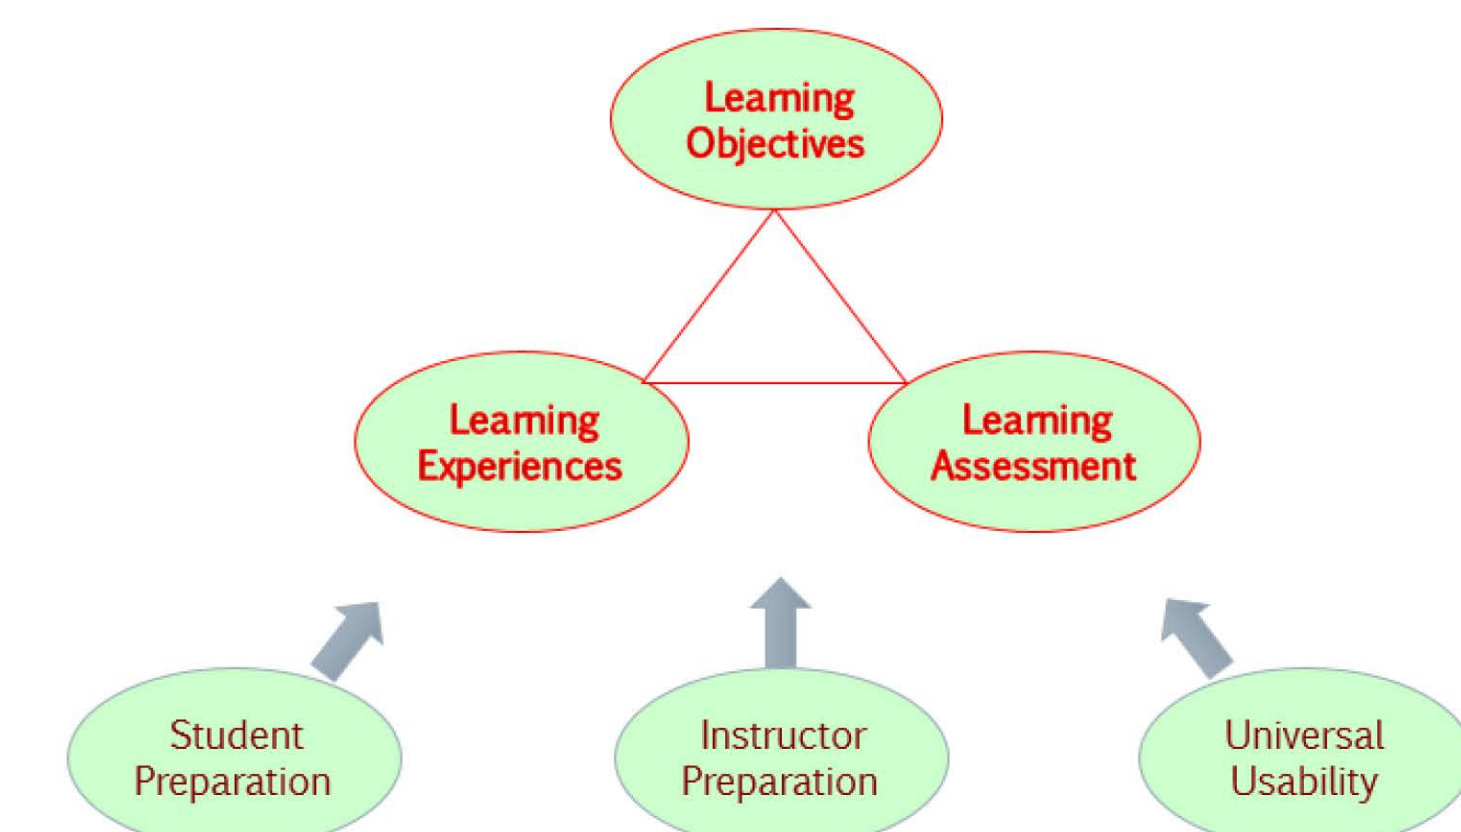 Learning
Objectives
Learning
Experiences
Learning
Assessment
Student
Preparation
Instructor
Preparation
Universal
Usability